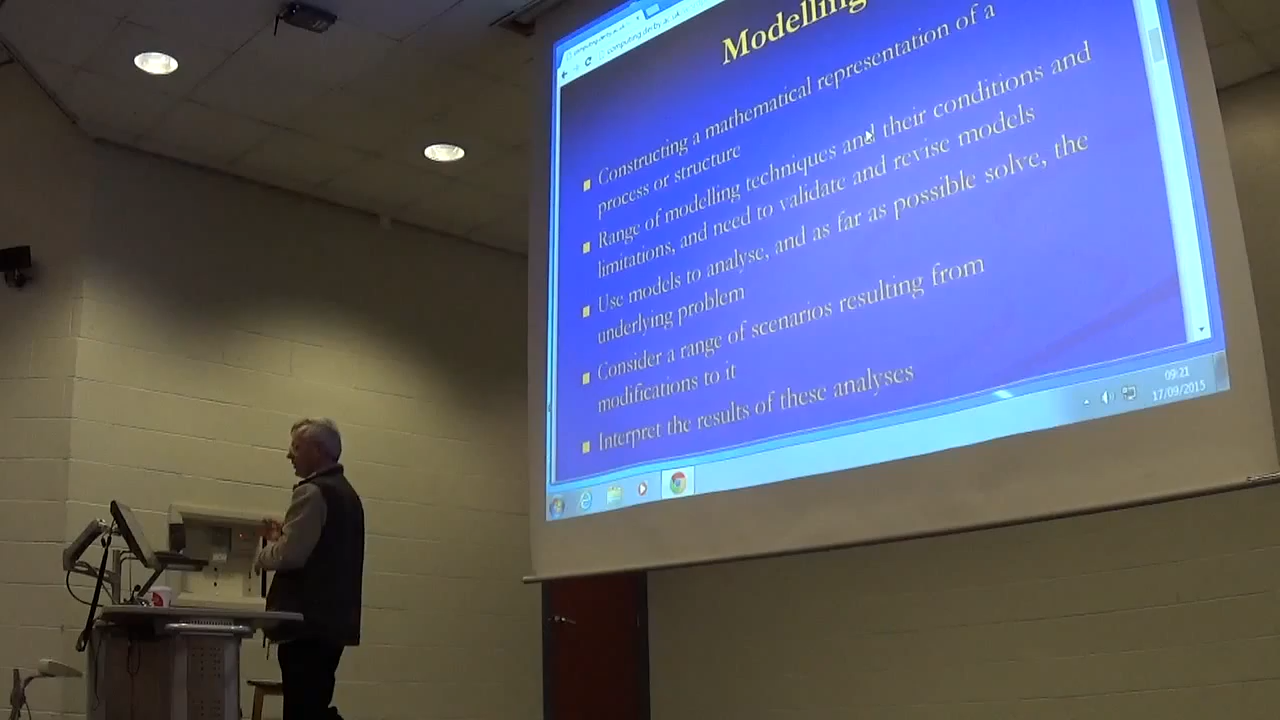 Modelling
Constructing a mathematical representation of a
process or structure
Range of modelling techniques and their conditions and
limitations, and need to validate and revise models
Use models to analyse, and as far as possible solve, the
underlying problem
Consider a range of scenarios resulting from
modifications to it
Interpret the results of these analyses
09:21
17/09/2015